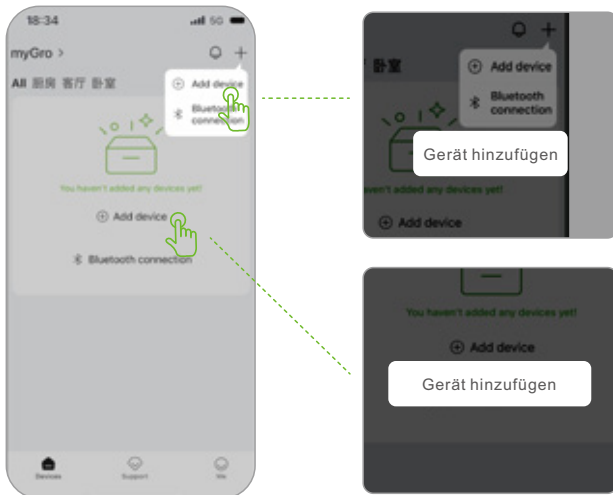 18:34
5G
myGro >
All 厨房 客厅 卧室
Add device
Bluetooth
connection
You haven't added any devices yet!
Add device
Bluetooth connection
Devices
Support
Me
卧室
Add device
Bluetooth
connection
Gerät hinzufügen
haven't added any devices yet!
Add device
You haven't added any devices yet!
Add device
Gerät hinzufügen